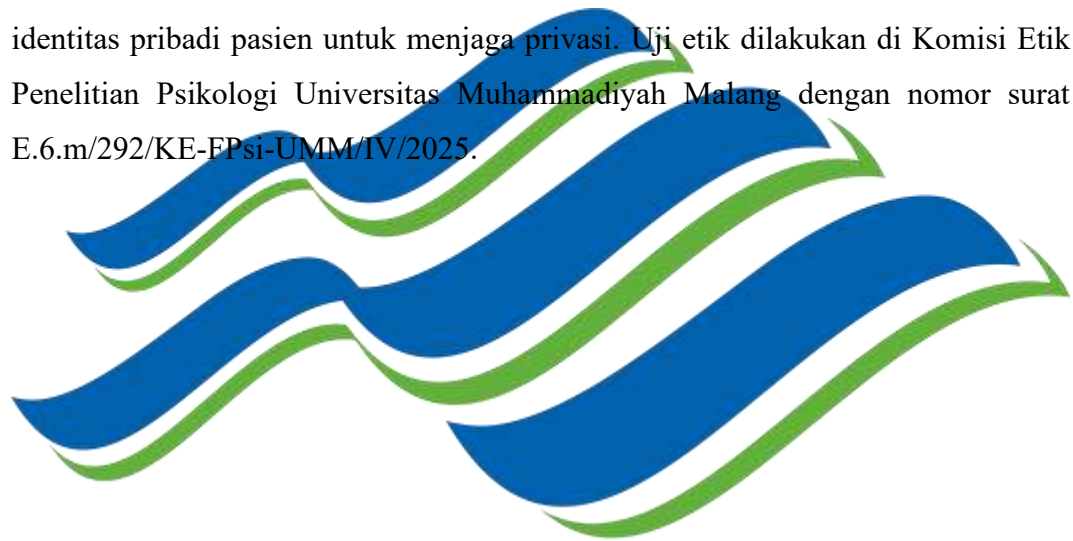 identitas pribadi pasien untuk menjaga privasi. Uji etik dilakukan di Komisi Etik
Penelitian Psikologi Universitas Muhammadiyah Malang dengan nomor surat
E.6.m/292/KE-FPsi-UMM/IV/2025.